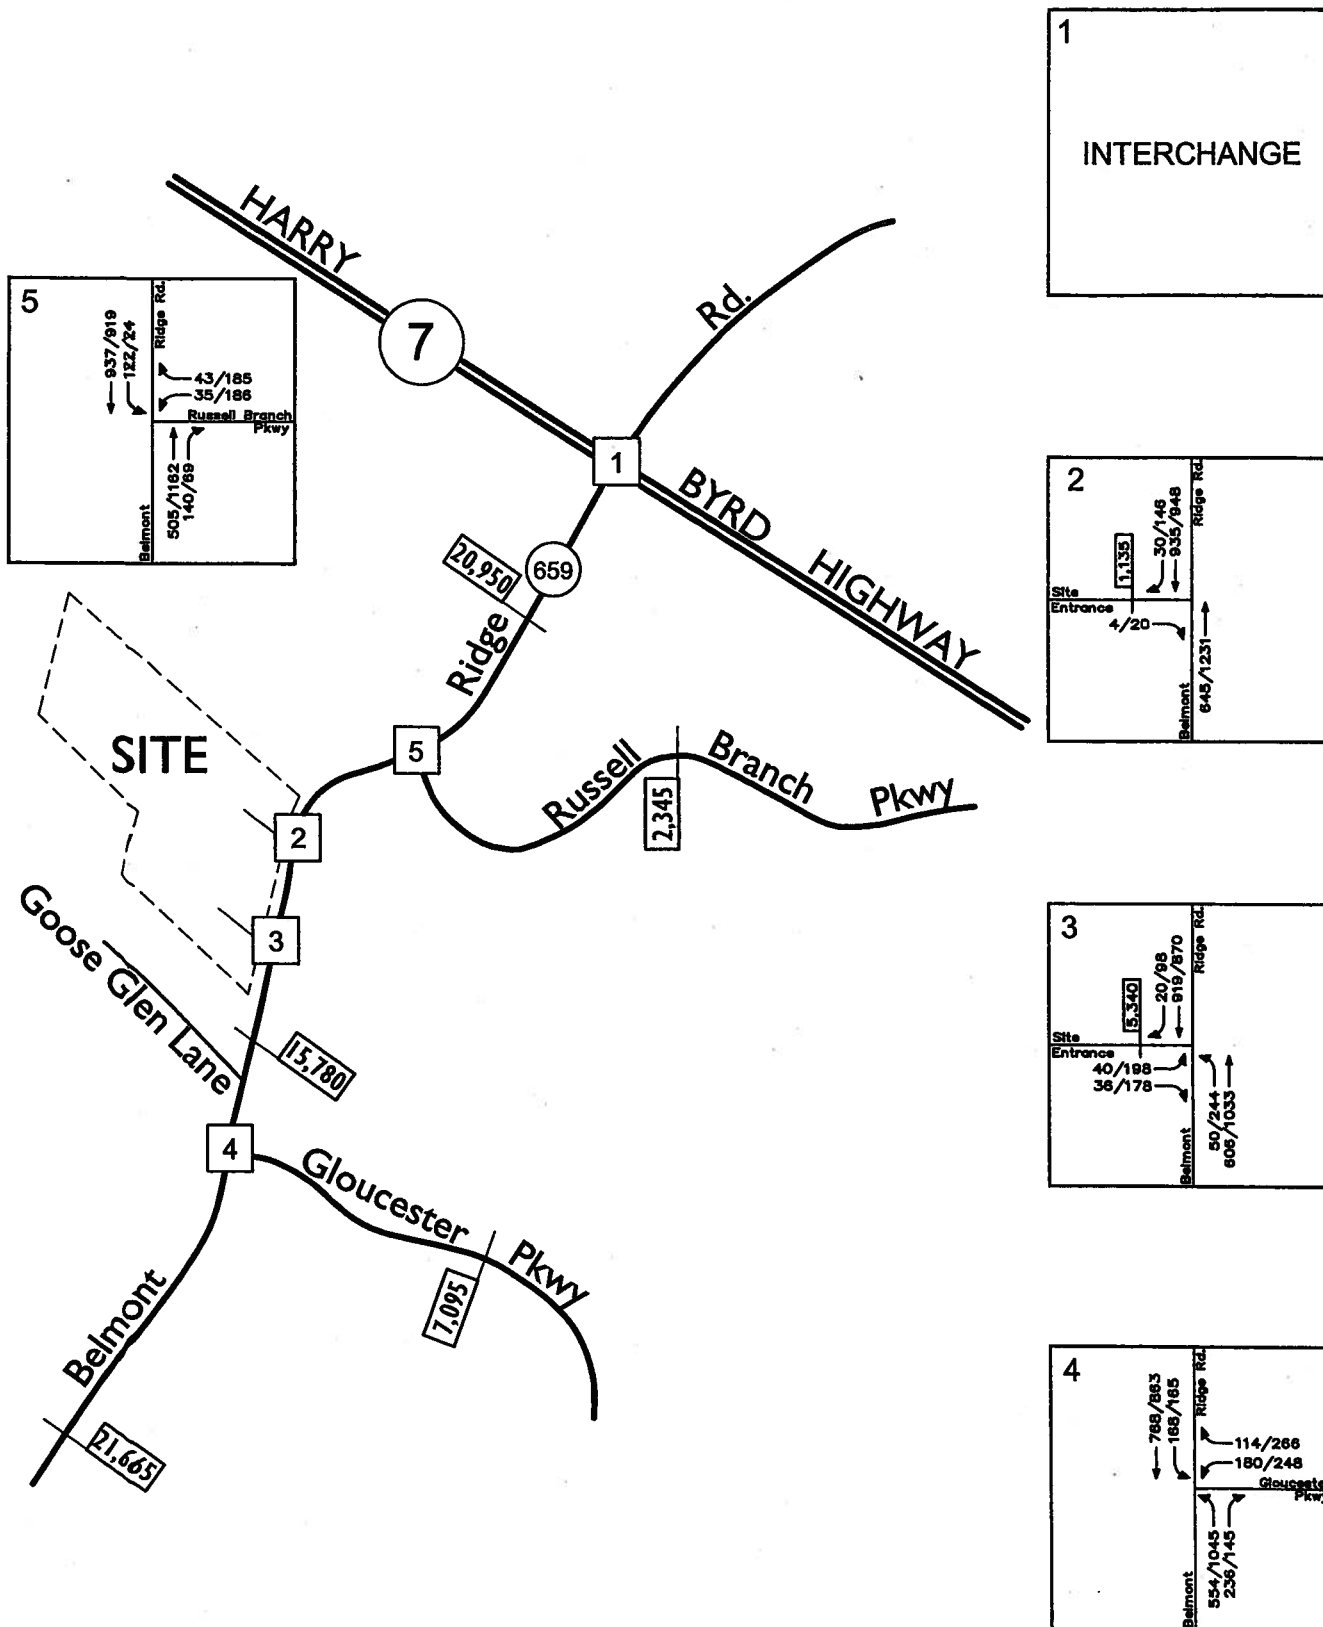 1
INTERCHANGE
HARRY
7
Rd.
1
BYRD
HIGHWAY
20,950
659
Ridge
5
937/919
122/24
Ridge Rd.
43/185
35/186
Russell Branch
Pkwy
505/1162
140/69
Belmont
2
1,135
30/146
935/948
Ridge Rd.
Site
Entrance
4/20
Belmont
645/1231
SITE
5
Russell
Branch
Pkwy
2,345
2
3
Goose Glen Lane
15,780
4
Gloucester
Pkwy
7,095
Belmont
21,665
3
5,340
20/98
919/870
Ridge Rd.
Site
Entrance
40/198
36/178
Belmont
50/244
606/1033
4
768/863
168/165
Ridge Rd.
114/266
180/248
Belmont
554/1045
236/145